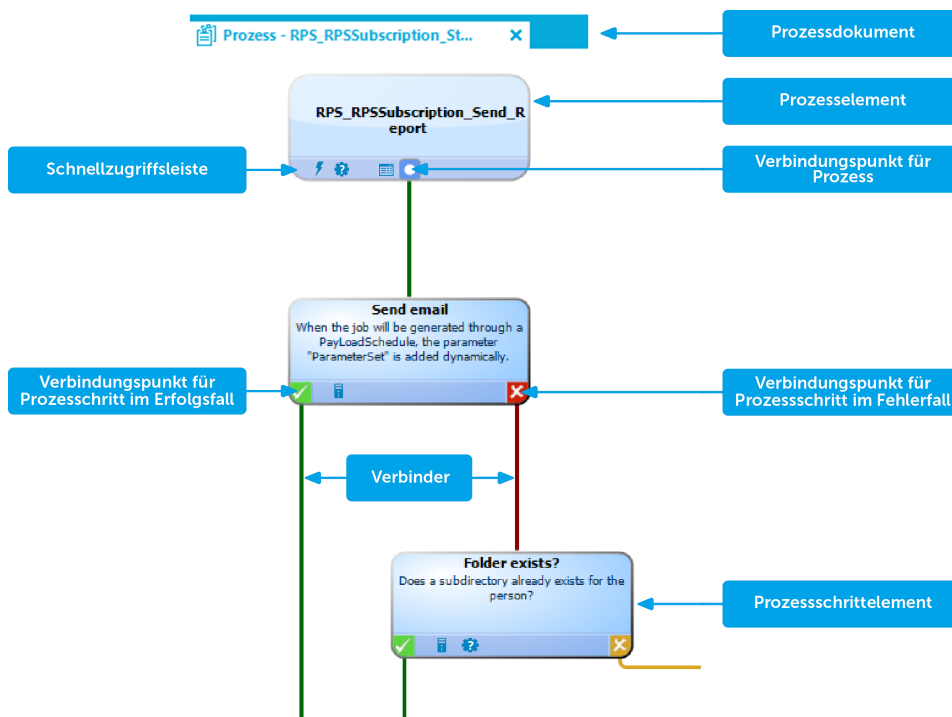 Prozess - RPS_RPSSubscription_St...
Prozessdokument
RPS_RPSSubscription_Send_R
eport
Prozesselement
Schnellzugriffsleiste
Verbindungspunkt für
Prozess
Send email
When the job will be generated through a
PayLoadSchedule, the parameter
"ParameterSet" is added dynamically.
Verbindungspunkt für
Prozesschritt im Erfolgsfall
Verbindungspunkt für
Prozessschritt im Fehlerfall
Verbinder
Folder exists?
Does a subdirectory already exists for the
person?
Prozessschrittelement